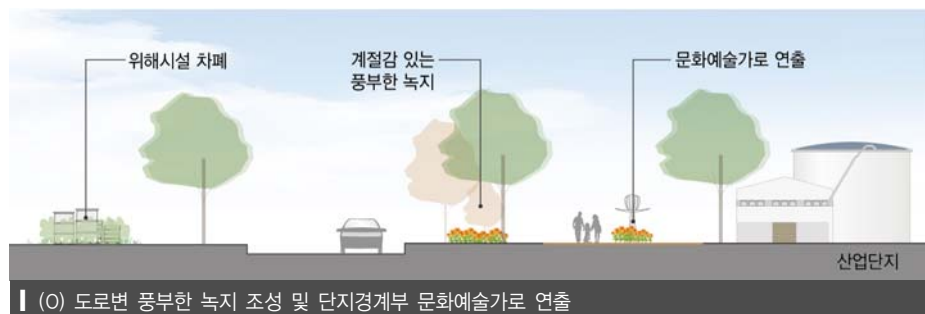 위해시설 차폐
계절감 있는
풍부한 녹지
문화예술가로 연출
산업단지
(O) 도로변 풍부한 녹지 조성 및 단지경계부 문화예술가로 연출